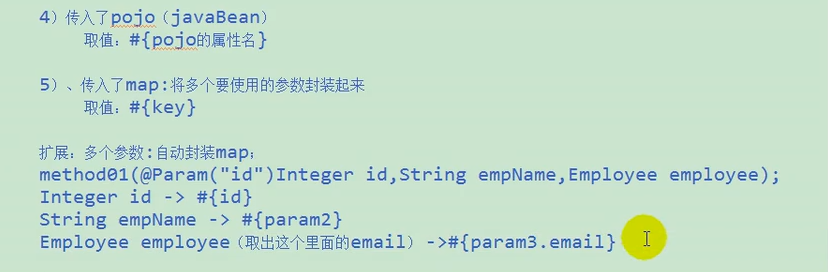 4）传入了pojo（javaBean）
取值：#{pojo的属性名}
5）、传入了map:将多个要使用的参数封装起来
取值：#{key}
扩展：多个参数:自动封装map;
method01(@Param("id")Integer id,String empName,Employee employee);
Integer id -> #{id}
String empName -> #{param2}
Employee employee（取出这个里面的email） ->#{param3.email}